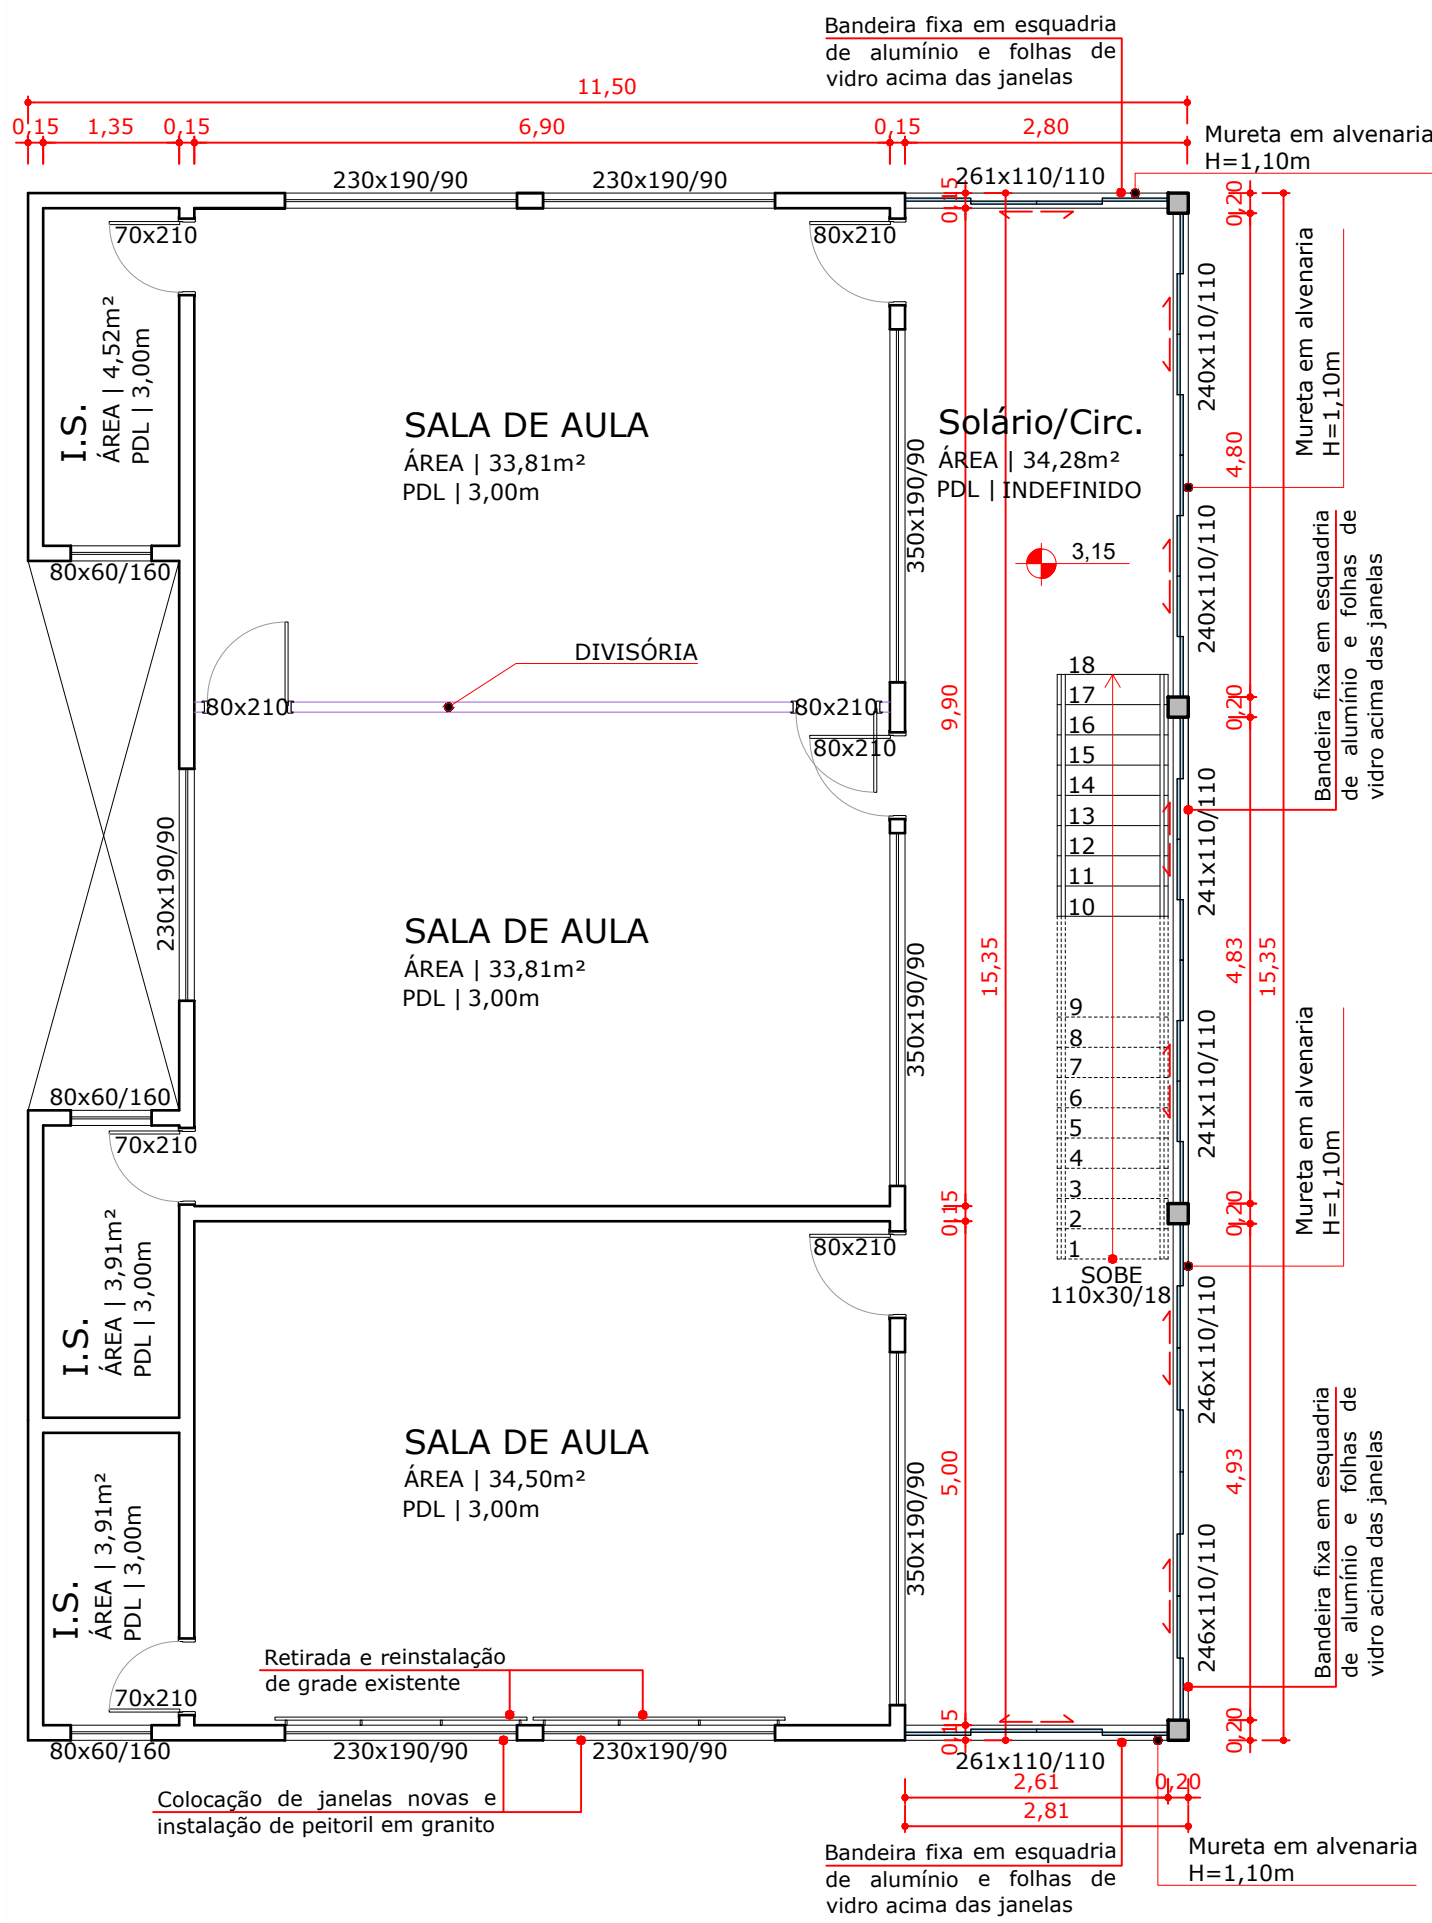 Bandeira fixa em esquadria
de alumínio e folhas de
vidro acima das janelas
11,50
0,15
1,35
0,15
6,90
0,15
2,80
Mureta em alvenaria
H=1,10m
230x190/90
230x190/90
261x110/110
0,15
0,20
70x210
80x210
I.S.
ÁREA | 4,52m²
PDL | 3,00m
SALA DE AULA
ÁREA | 33,81m²
PDL | 3,00m
Solário/Circ.
ÁREA | 34,28m²
PDL | INDEFINIDO
350x190/90
240x110/110
4,80
Mureta em alvenaria
H=1,10m
3,15
80x60/160
240x110/110
Bandeira fixa em esquadria
de alumínio e folhas de
vidro acima das janelas
DIVISÓRIA
80x210
80x210
80x210
9,90
0,20
18
17
16
15
14
13
12
11
10
9
8
7
6
5
4
3
2
1
SOBE
110x30/18
230x190/90
SALA DE AULA
ÁREA | 33,81m²
PDL | 3,00m
350x190/90
15,35
241x110/110
4,83
15,35
241x110/110
Mureta em alvenaria
H=1,10m
80x60/160
70x210
0,15
0,20
80x210
I.S.
ÁREA | 3,91m²
PDL | 3,00m
SALA DE AULA
ÁREA | 34,50m²
PDL | 3,00m
350x190/90
5,00
246x110/110
4,93
246x110/110
Bandeira fixa em esquadria
de alumínio e folhas de
vidro acima das janelas
I.S.
ÁREA | 3,91m²
PDL | 3,00m
Retirada e reinstalação
de grade existente
70x210
80x60/160
230x190/90
230x190/90
0,15
0,20
261x110/110
2,61
0,20
2,81
Colocação de janelas novas e
instalação de peitoril em granito
Bandeira fixa em esquadria
de alumínio e folhas de
vidro acima das janelas
Mureta em alvenaria
H=1,10m